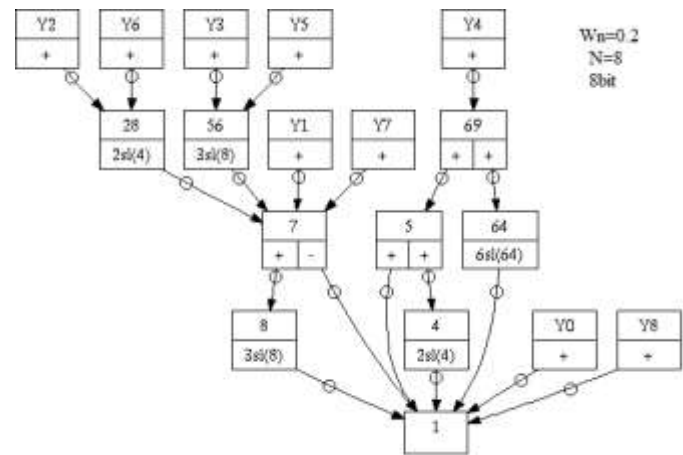 Y2 Y6 Y3 Y5 Y4
+ + + + +
Wn=0.2
N=8
8bit
28 56 Y1 Y7 69
2sl(4) 3sl(8) + + + +
7 5 64
+ - + + 6sl(64)
8 4 Y0 Y8
3sl(8) 2sl(4) + +
1